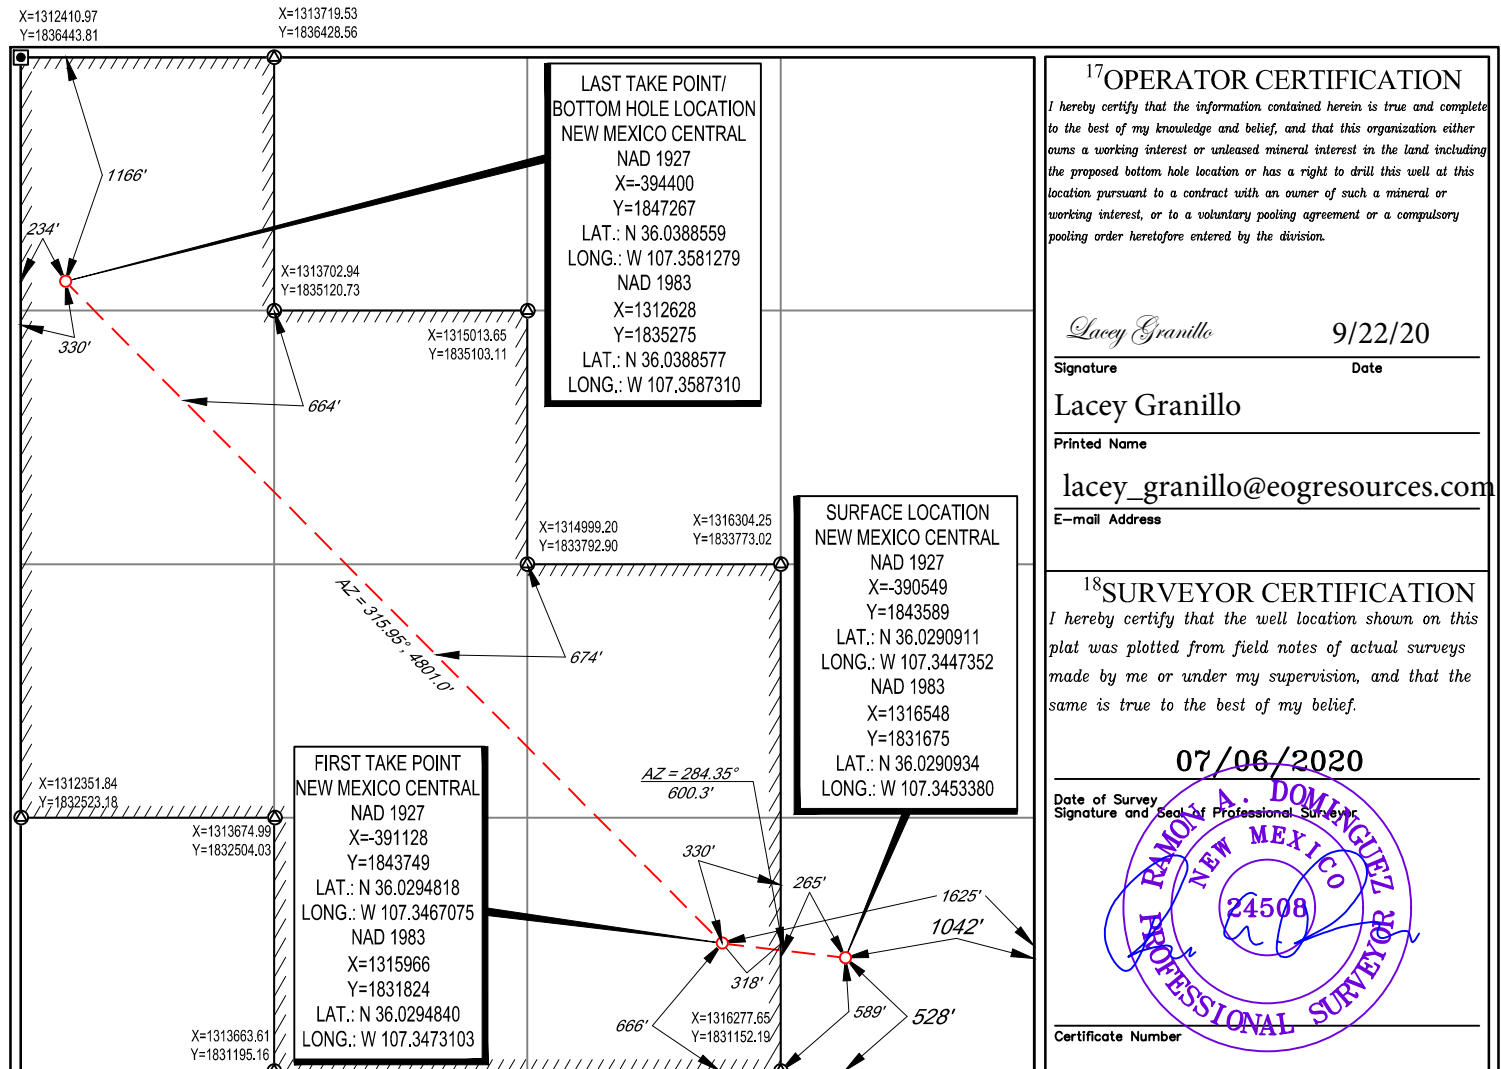 X=1312410.97
Y=1836443.81
X=1313719.53
Y=1836428.56
1166'
234'
330'
X=1313702.94
Y=1835120.73
664'
X=1315013.65
Y=1835103.11
LAST TAKE POINT/
BOTTOM HOLE LOCATION
NEW MEXICO CENTRAL
NAD 1927
X=-394400
Y=1847267
LAT.: N 36.0388559
LONG.: W 107.3581279
NAD 1983
X=1312628
Y=1835275
LAT.: N 36.0388577
LONG.: W 107.3587310
X=1314999.20
Y=1833792.90
X=1316304.25
Y=1833773.02
AZ = 315.95°, 4801.0'
674'
SURFACE LOCATION
NEW MEXICO CENTRAL
NAD 1927
X=-390549
Y=1843589
LAT.: N 36.0290911
LONG.: W 107.3447352
NAD 1983
X=1316548
Y=1831675
LAT.: N 36.0290934
LONG.: W 107.3453380
X=1312351.84
Y=1832523.18
X=1313674.99
Y=1832504.03
FIRST TAKE POINT
NEW MEXICO CENTRAL
NAD 1927
X=-391128
Y=1843749
LAT.: N 36.0294818
LONG.: W 107.3467075
NAD 1983
X=1315966
Y=1831824
LAT.: N 36.0294840
LONG.: W 107.3473103
AZ = 284.35°
600.3'
330'
265'
1625'
1042'
318'
666'
589'
528'
X=1316277.65
Y=1831152.19
X=1313663.61
Y=1831195.16
17 OPERATOR CERTIFICATION
I hereby certify that the information contained herein is true and complete
to the best of my knowledge and belief, and that this organization either
owns a working interest or unleased mineral interest in the land including
the proposed bottom hole location or has a right to drill this well at this
location pursuant to a contract with an owner of such a mineral or
working interest, or to a voluntary pooling agreement or a compulsory
pooling order heretofore entered by the division.
Lacey Granillo 9/22/20
Signature Date
Lacey Granillo
Printed Name
lacey_granillo@eogresources.com
E-mail Address
18 SURVEYOR CERTIFICATION
I hereby certify that the well location shown on this
plat was plotted from field notes of actual surveys
made by me or under my supervision, and that the
same is true to the best of my belief.
07/06/2020
Date of Survey
Signature and Seal of Professional Surveyor
RAMON A. DOMINGUEZ
NEW MEXICO
24508
PROFESSIONAL SURVEYOR
Certificate Number